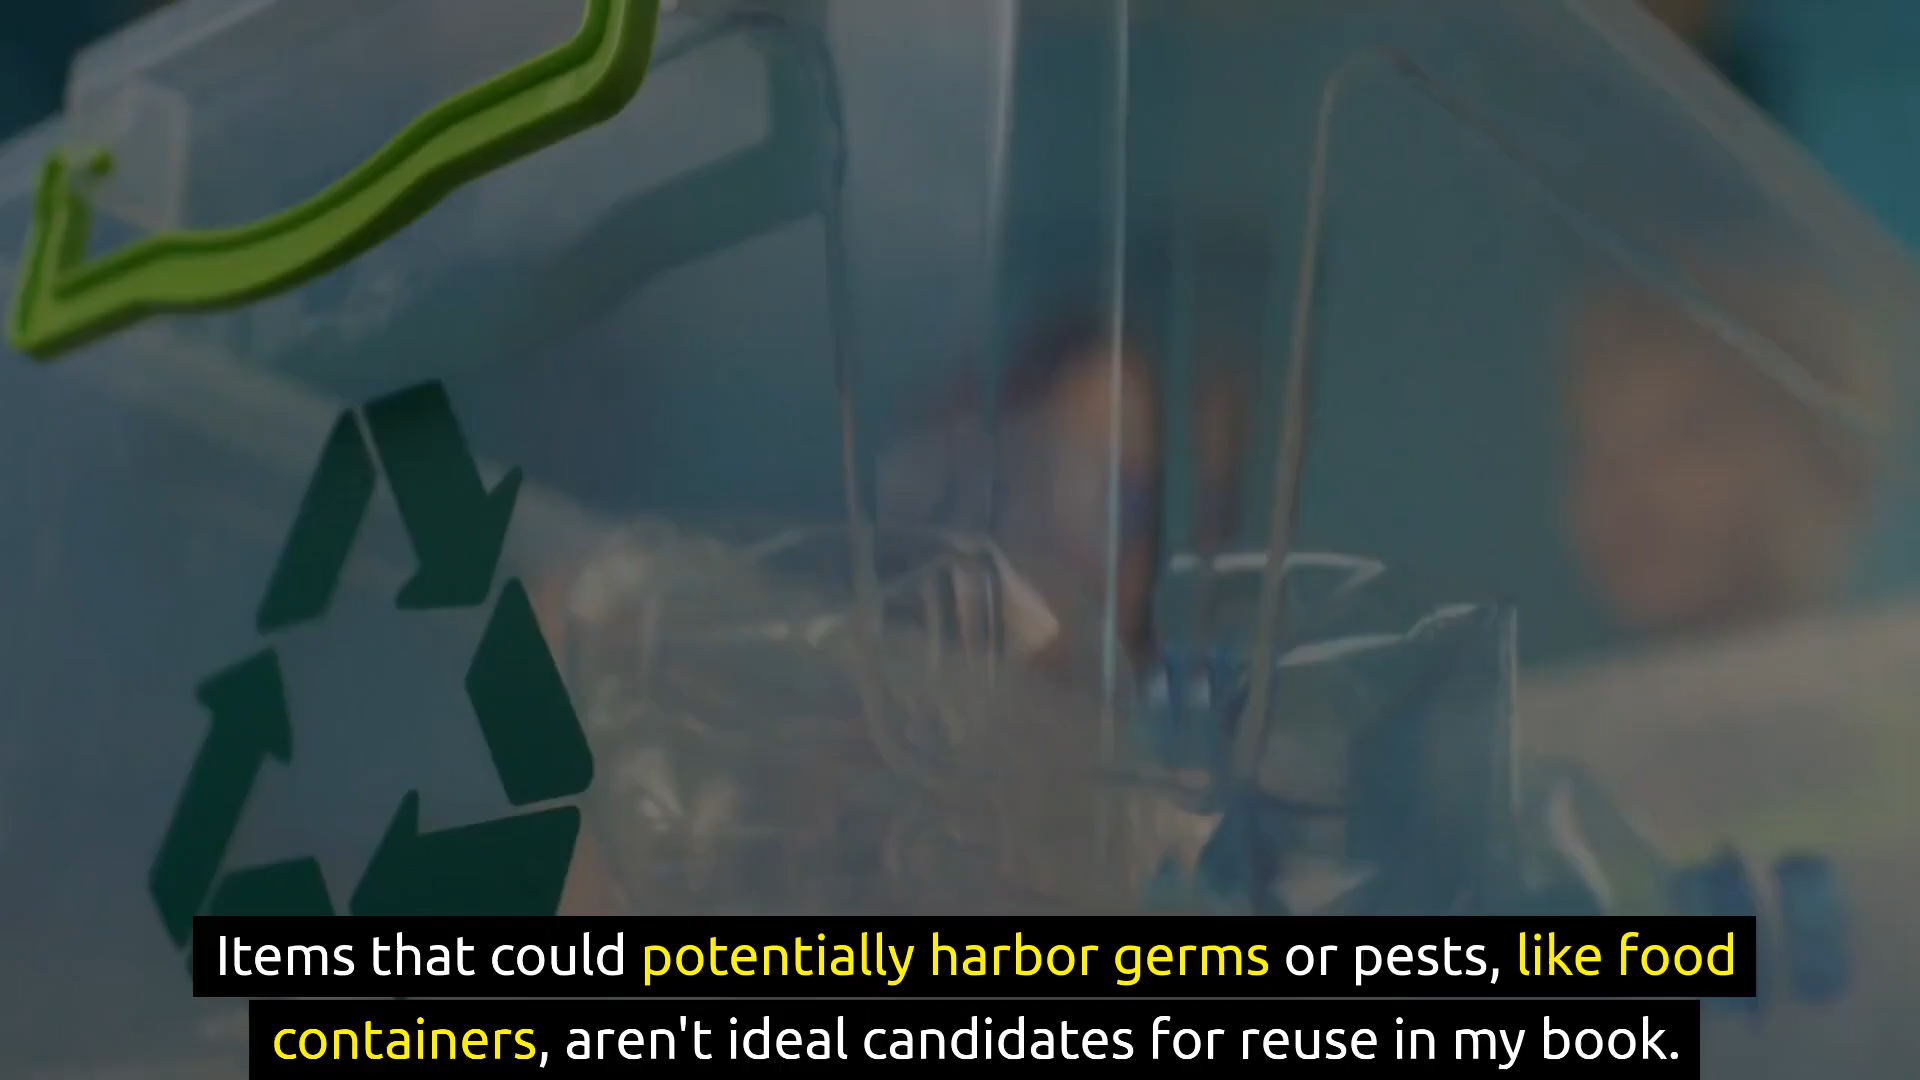 Items that could potentially harbor germs or pests, like food
containers, aren't ideal candidates for reuse in my book.